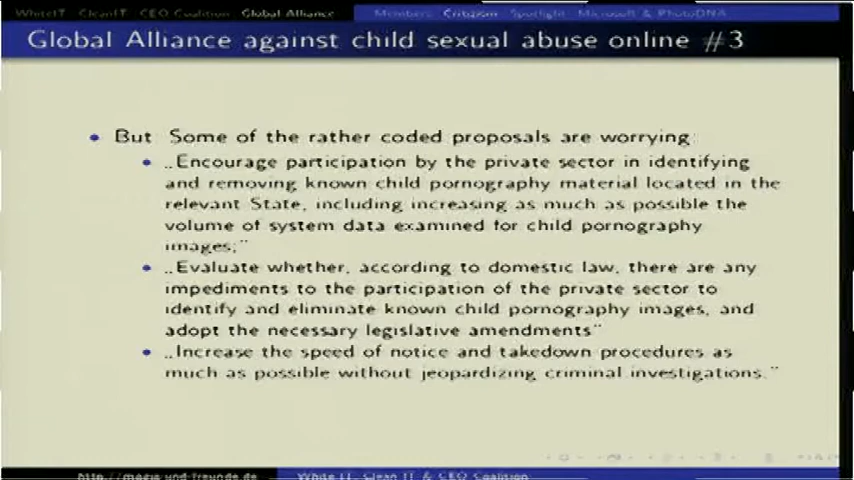 WhiteIT CleanIT CEO Coalition Global Alliance Members Critizism Spotlight Microsoft & PhotoDNA
Global Alliance against child sexual abuse online #3
But Some of the rather coded proposals are worrying
„Encourage participation by the private sector in identifying
and removing known child pornography material located in the
relevant State, including increasing as much as possible the
volume of system data examined for child pornography
images;“
„Evaluate whether, according to domestic law, there are any
impediments to the participation of the private sector to
identify and eliminate known child pornography images, and
adopt the necessary legislative amendments“
„Increase the speed of notice and takedown procedures as
much as possible without jeopardizing criminal investigations.“
White IT, Clean IT & CEO Coalition